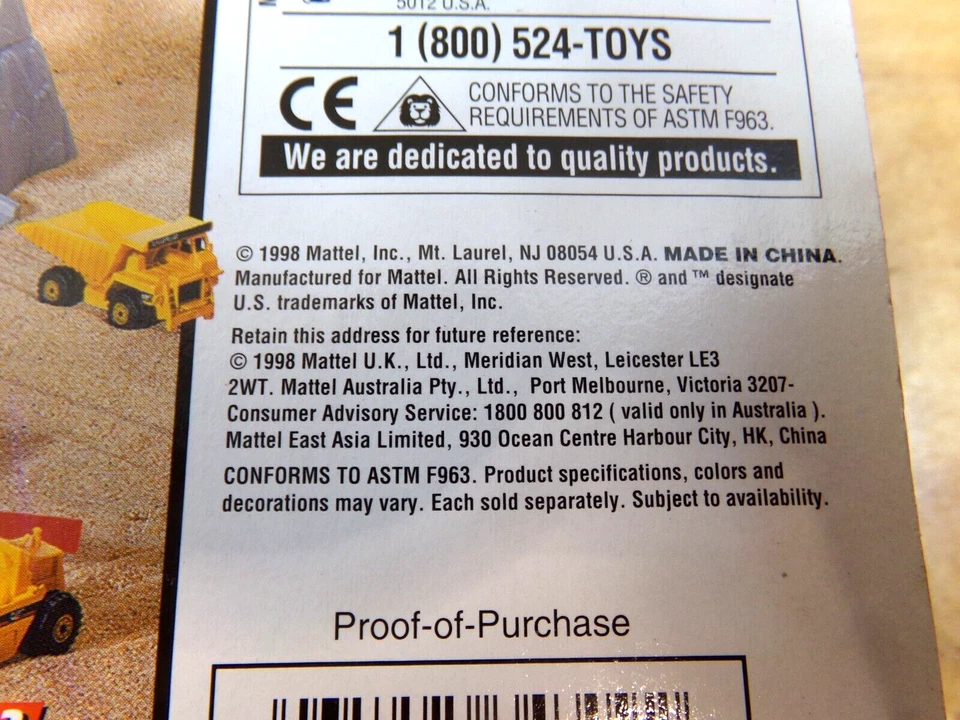 5012 U.S.A.
1 (800) 524-TOYS
CE
CONFORMS TO THE SAFETY
REQUIREMENTS OF ASTM F963.
We are dedicated to quality products.
© 1998 Mattel, Inc., Mt. Laurel, NJ 08054 U.S.A. MADE IN CHINA.
Manufactured for Mattel. All Rights Reserved. ® and ™ designate
U.S. trademarks of Mattel, Inc.
Retain this address for future reference:
© 1998 Mattel U.K., Ltd., Meridian West, Leicester LE3
2WT. Mattel Australia Pty., Ltd., Port Melbourne, Victoria 3207-
Consumer Advisory Service: 1800 800 812 ( valid only in Australia ).
Mattel East Asia Limited, 930 Ocean Centre Harbour City, HK, China
CONFORMS TO ASTM F963. Product specifications, colors and
decorations may vary. Each sold separately. Subject to availability.
Proof-of-Purchase